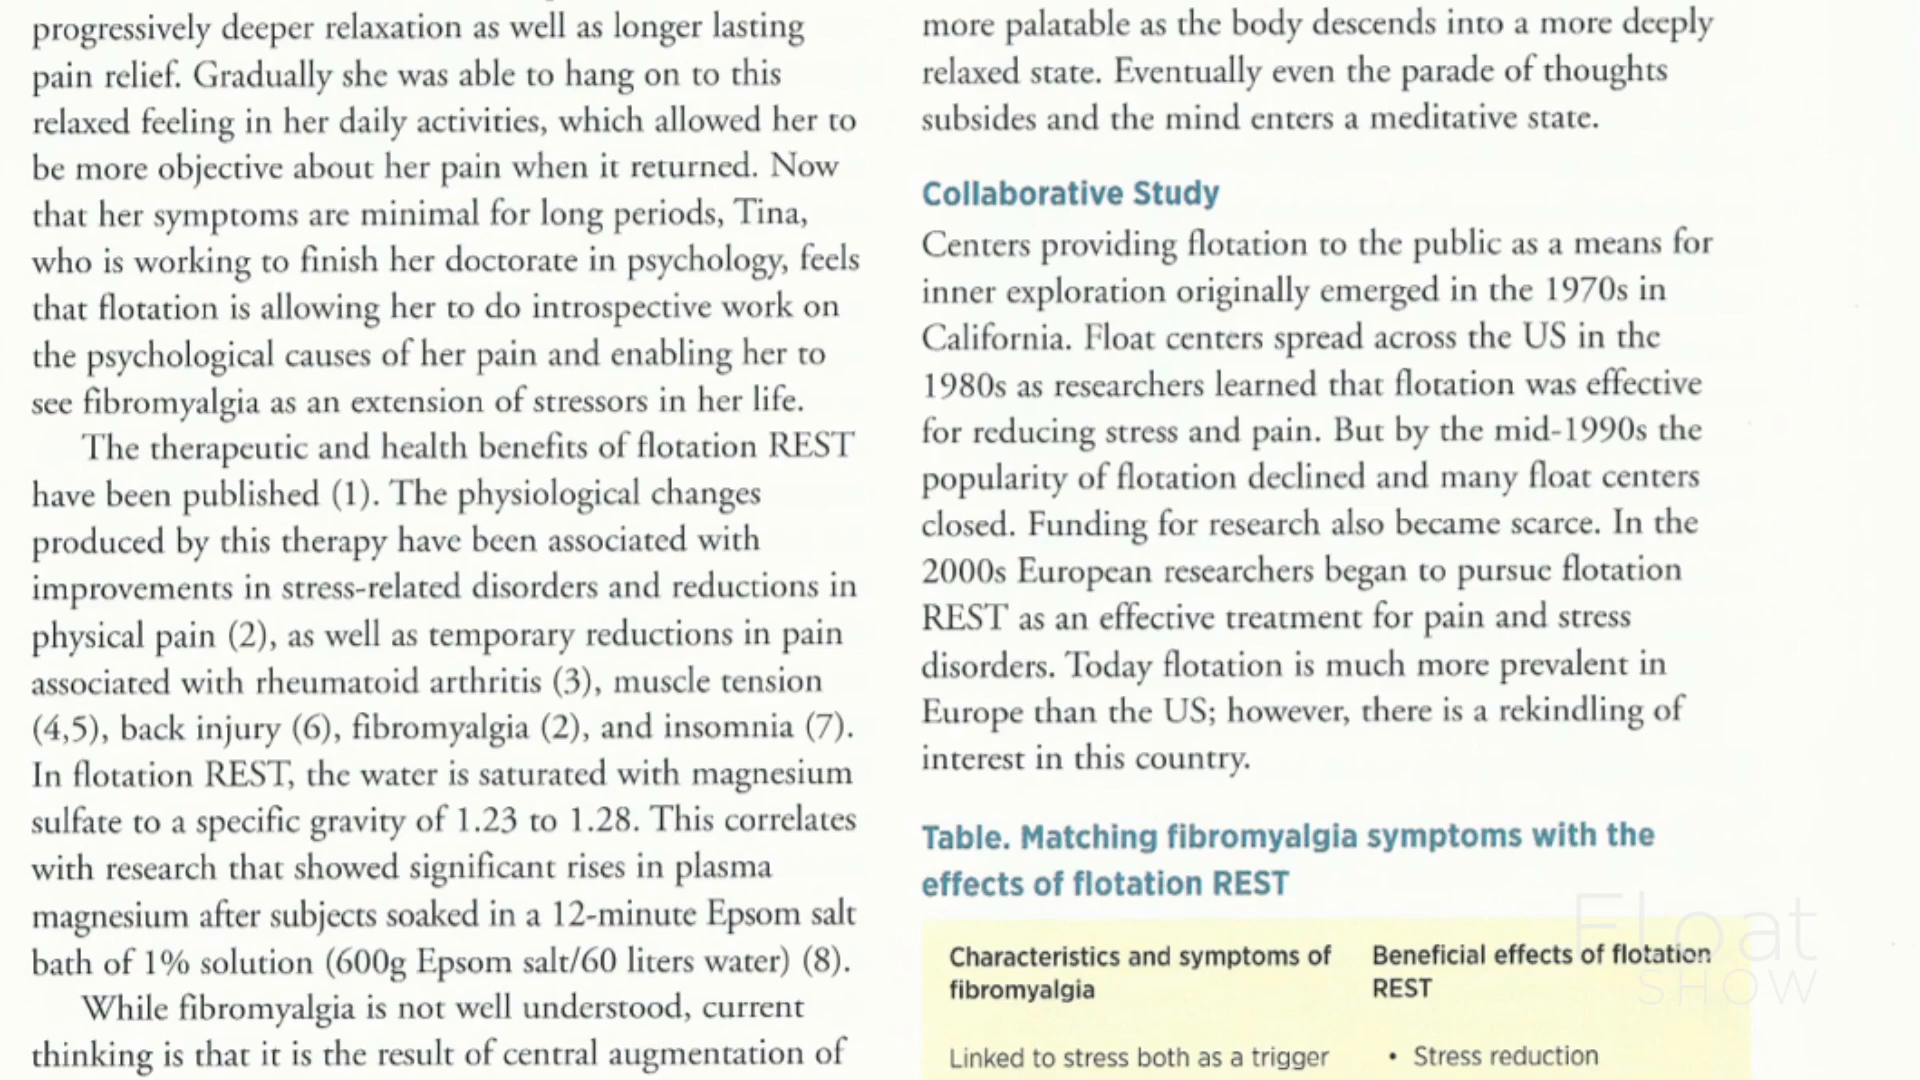 progressively deeper relaxation as well as longer lasting
pain relief. Gradually she was able to hang on to this
relaxed feeling in her daily activities, which allowed her to
be more objective about her pain when it returned. Now
that her symptoms are minimal for long periods, Tina,
who is working to finish her doctorate in psychology, feels
that flotation is allowing her to do introspective work on
the psychological causes of her pain and enabling her to
see fibromyalgia as an extension of stressors in her life.
The therapeutic and health benefits of flotation REST
have been published (1). The physiological changes
produced by this therapy have been associated with
improvements in stress-related disorders and reductions in
physical pain (2), as well as temporary reductions in pain
associated with rheumatoid arthritis (3), muscle tension
(4,5), back injury (6), fibromyalgia (2), and insomnia (7).
In flotation REST, the water is saturated with magnesium
sulfate to a specific gravity of 1.23 to 1.28. This correlates
with research that showed significant rises in plasma
magnesium after subjects soaked in a 12-minute Epsom salt
bath of 1% solution (600g Epsom salt/60 liters water) (8).
While fibromyalgia is not well understood, current
thinking is that it is the result of central augmentation of
more palatable as the body descends into a more deeply
relaxed state. Eventually even the parade of thoughts
subsides and the mind enters a meditative state.
Collaborative Study
Centers providing flotation to the public as a means for
inner exploration originally emerged in the 1970s in
California. Float centers spread across the US in the
1980s as researchers learned that flotation was effective
for reducing stress and pain. But by the mid-1990s the
popularity of flotation declined and many float centers
closed. Funding for research also became scarce. In the
2000s European researchers began to pursue flotation
REST as an effective treatment for pain and stress
disorders. Today flotation is much more prevalent in
Europe than the US; however, there is a rekindling of
interest in this country.
Table. Matching fibromyalgia symptoms with the
effects of flotation REST
Characteristics and symptoms of
fibromyalgia
Beneficial effects of flotation
REST
Linked to stress both as a trigger
• Stress reduction
Float
SHOW